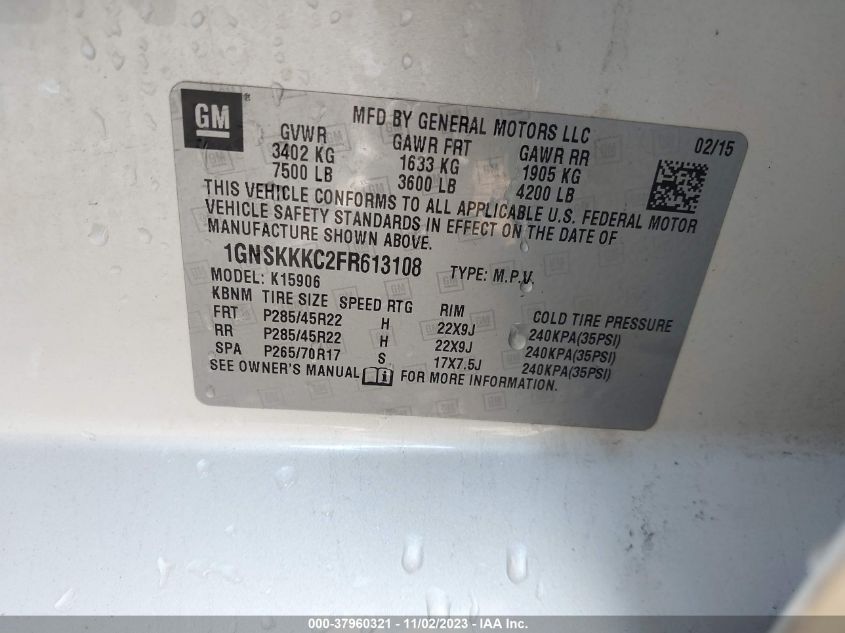 GM ®
MFD BY GENERAL MOTORS LLC
02/15
GVWR GAWR FRT GAWR RR
3402 KG 1633 KG 1905 KG
7500 LB 3600 LB 4200 LB
THIS VEHICLE CONFORMS TO ALL APPLICABLE U.S. FEDERAL MOTOR
VEHICLE SAFETY STANDARDS IN EFFECT ON THE DATE OF
MANUFACTURE SHOWN ABOVE.
1GNSKKKC2FR613108 TYPE: M.P.V.
MODEL: K15906
KBNM TIRE SIZE SPEED RTG RIM COLD TIRE PRESSURE
FRT P285/45R22 H 22X9J 240KPA(35PSI)
RR P285/45R22 H 22X9J 240KPA(35PSI)
SPA P265/70R17 S 17X7.5J 240KPA(35PSI)
SEE OWNER'S MANUAL FOR MORE INFORMATION.
000-37960321 - 11/02/2023 - IAA Inc.